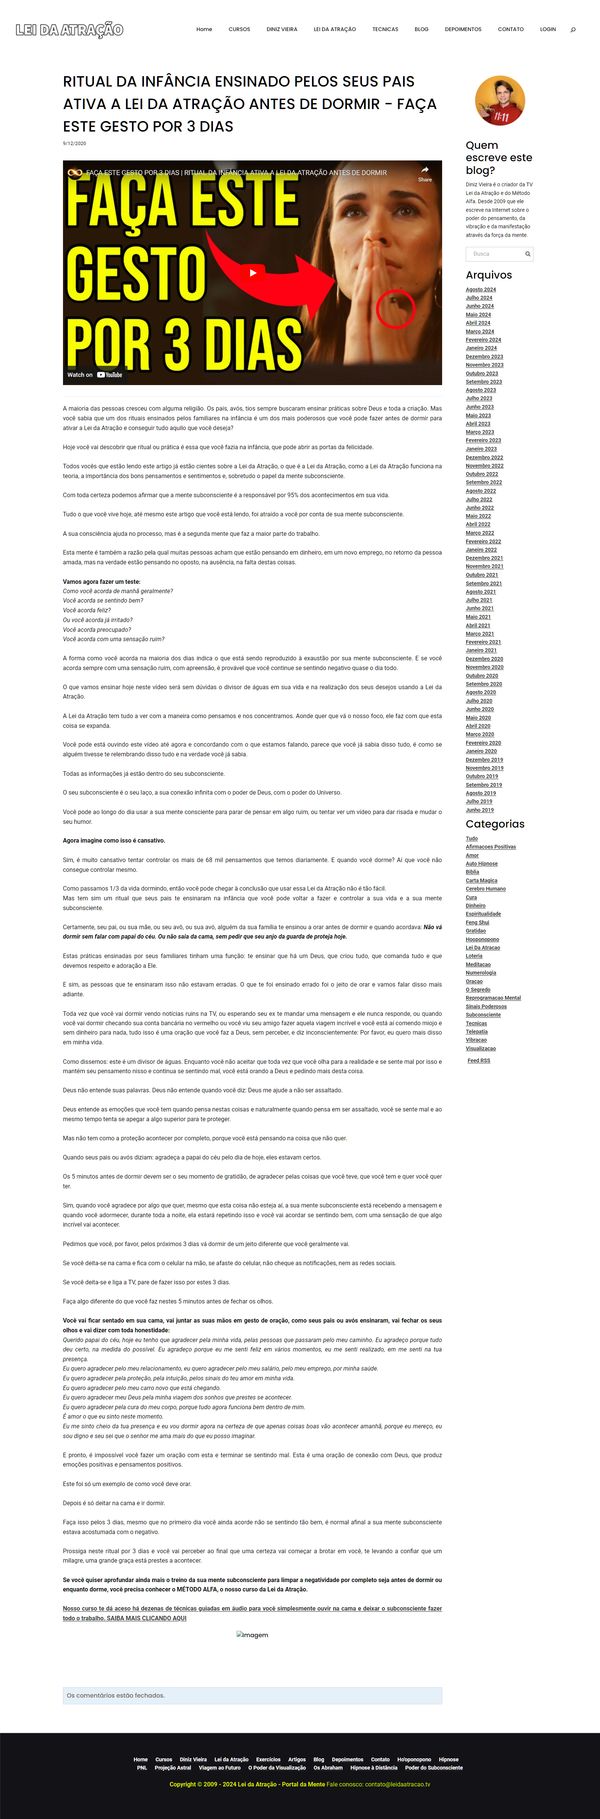 LEI DA ATRAÇÃO
Home CURSOS DINIZ VIEIRA LEI DA ATRAÇÃO TECNICAS BLOG DEPOIMENTOS CONTATO LOGIN
RITUAL DA INFÂNCIA ENSINADO PELOS SEUS PAIS
ATIVA A LEI DA ATRAÇÃO ANTES DE DORMIR - FAÇA
ESTE GESTO POR 3 DIAS
9/12/2020
FAÇA ESTE GESTO POR 3 DIAS | RITUAL DA INFÂNCIA ATIVA A LEI DA ATRAÇÃO ANTES DE DORMIR
Share
FAÇA ESTE
GESTO
POR 3 DIAS
Watch on YouTube
A maioria das pessoas cresceu com alguma religião. Os pais, avós, tios sempre buscaram ensinar práticas sobre Deus e toda a criação. Mas
você sabia que um dos rituais ensinados pelos familiares na infância é um dos mais poderosos que você pode fazer antes de dormir para
ativar a Lei da Atração e conseguir tudo aquilo que você deseja?
Hoje você vai descobrir que ritual ou prática é essa que você fazia na infância, que pode abrir as portas da felicidade.
Todos vocês que estão lendo este artigo já estão cientes sobre a Lei da Atração, o que é a Lei da Atração, como a Lei da Atração funciona na
teoria, a importância dos bons pensamentos e sentimentos e, sobretudo o papel da mente subconsciente.
Com toda certeza podemos afirmar que a mente subconsciente é a responsável por 95% dos acontecimentos em sua vida.
Tudo o que você vive hoje, até mesmo este artigo que você está lendo, foi atraído a você por conta de sua mente subconsciente.
A sua consciência ajuda no processo, mas é a segunda mente que faz a maior parte do trabalho.
Esta mente é também a razão pela qual muitas pessoas acham que estão pensando em dinheiro, em um novo emprego, no retorno da pessoa
amada, mas na verdade estão pensando no oposto, na ausência, na falta destas coisas.
Vamos agora fazer um teste:
Como você acorda de manhã geralmente?
Você acorda se sentindo bem?
Você acorda feliz?
Ou você acorda já irritado?
Você acorda preocupado?
Você acorda com uma sensação ruim?
A forma como você acorda na maioria dos dias indica o que está sendo reproduzido à exaustão por sua mente subconsciente. E se você
acorda sempre com uma sensação ruim, com apreensão, é provável que você continue se sentindo negativo quase o dia todo.
O que vamos ensinar hoje neste vídeo será sem dúvidas o divisor de águas em sua vida e na realização dos seus desejos usando a Lei da
Atração.
A Lei da Atração tem tudo a ver com a maneira como pensamos e nos concentramos. Aonde quer que vá o nosso foco, ele faz com que esta
coisa se expanda.
Você pode está ouvindo este vídeo até agora e concordando com o que estamos falando, parece que você já sabia disso tudo, é como se
alguém tivesse te relembrando disso tudo e na verdade você já sabia.
Todas as informações já estão dentro do seu subconsciente.
O seu subconsciente é o seu laço, a sua conexão infinita com o poder de Deus, com o poder do Universo.
Você pode ao longo do dia usar a sua mente consciente para parar de pensar em algo ruim, ou tentar ver um vídeo para dar risada e mudar o
seu humor.
Agora imagine como isso é cansativo.
Sim, é muito cansativo tentar controlar os mais de 68 mil pensamentos que temos diariamente. E quando você dorme? Aí que você não
consegue controlar mesmo.
Como passamos 1/3 da vida dormindo, então você pode chegar à conclusão que usar essa Lei da Atração não é tão fácil.
Mas tem sim um ritual que seus pais te ensinaram na infância que você pode voltar a fazer e controlar a sua vida e a sua mente
subconsciente.
Certamente, seu pai, ou sua mãe, ou seu avô, ou sua avó, alguém da sua família te ensinou a orar antes de dormir e quando acordava: Não vá
dormir sem falar com papai do céu. Ou não saia da cama, sem pedir que seu anjo da guarda de proteja hoje.
Estas práticas ensinadas por seus familiares tinham uma função: te ensinar que há um Deus, que criou tudo, que comanda tudo e que
devemos respeito e adoração a Ele.
E sim, as pessoas que te ensinaram isso não estavam erradas. O que te foi ensinado errado foi o jeito de orar e vamos falar disso mais
adiante.
Toda vez que você vai dormir vendo notícias ruins na TV, ou esperando seu ex te mandar uma mensagem e ele nunca responde, ou quando
você vai dormir checando sua conta bancária no vermelho ou você viu seu amigo fazer aquela viagem incrível e você está aí comendo miojo e
sem dinheiro para nada, tudo isso é uma oração que você faz a Deus, sem perceber, e diz inconscientemente: Por favor, eu quero mais disso
em minha vida.
Como dissemos: este é um divisor de águas. Enquanto você não aceitar que toda vez que você olha para a realidade e se sente mal por isso e
mantém seu pensamento nisso e continua se sentindo mal, você está orando a Deus e pedindo mais desta coisa.
Deus não entende suas palavras. Deus não entende quando você diz: Deus me ajude a não ser assaltado.
Deus entende as emoções que você tem quando pensa nestas coisas e naturalmente quando pensa em ser assaltado, você se sente mal e ao
mesmo tempo tenta se apegar a algo superior para te proteger.
Mas não tem como a proteção acontecer por completo, porque você está pensando na coisa que não quer.
Quando seus pais ou avós diziam: agradeça a papai do céu pelo dia de hoje, eles estavam certos.
Os 5 minutos antes de dormir devem ser o seu momento de gratidão, de agradecer pelas coisas que você teve, que você tem e quer você quer
ter.
Sim, quando você agradece por algo que quer, mesmo que esta coisa não esteja aí, a sua mente subconsciente está recebendo a mensagem e
quando você adormecer, durante toda a noite, ela estará repetindo isso e você vai acordar se sentindo bem, com uma sensação de que algo
incrível vai acontecer.
Pedimos que você, por favor, pelos próximos 3 dias vá dormir de um jeito diferente que você geralmente vai.
Se você deita-se na cama e fica com o celular na mão, se afaste do celular, não cheque as notificações, nem as redes sociais.
Se você deita-se e liga a TV, pare de fazer isso por estes 3 dias.
Faça algo diferente do que você faz nestes 5 minutos antes de fechar os olhos.
Você vai ficar sentado em sua cama, vai juntar as suas mãos em gesto de oração, como seus pais ou avós ensinaram, vai fechar os seus
olhos e vai dizer com toda honestidade:
Querido papai do céu, hoje eu tenho que agradecer pela minha vida, pelas pessoas que passaram pelo meu caminho. Eu agradeço porque tudo
deu certo, na medida do possível. Eu agradeço porque eu me senti feliz em vários momentos, eu me senti realizado, em me senti na tua
presença.
Eu quero agradecer pelo meu relacionamento, eu quero agradecer pelo meu salário, pelo meu emprego, por minha saúde.
Eu quero agradecer pela proteção, pela intuição, pelos sinais do teu amor em minha vida.
Eu quero agradecer pelo meu carro novo que está chegando.
Eu quero agradecer meu Deus pela minha viagem dos sonhos que prestes se acontecer.
Eu quero agradecer pela cura do meu corpo, porque tudo agora funciona bem dentro de mim.
É amor o que eu sinto neste momento.
Eu me sinto cheio da tua presença e eu vou dormir agora na certeza de que apenas coisas boas vão acontecer amanhã, porque eu mereço, eu
sou digno e seu sei que o senhor me ama mais do que eu posso imaginar.
E pronto, é impossível você fazer um oração com esta e terminar se sentindo mal. Esta é uma oração de conexão com Deus, que produz
emoções positivas e pensamentos positivos.
Este foi só um exemplo de como você deve orar.
Depois é só deitar na cama e ir dormir.
Faça isso pelos 3 dias, mesmo que no primeiro dia você ainda acorde não se sentindo tão bem, é normal afinal a sua mente subconsciente
estava acostumada com o negativo.
Prossiga neste ritual por 3 dias e você vai perceber ao final que uma certeza vai começar a brotar em você, te levando a confiar que um
milagre, uma grande graça está prestes a acontecer.
Se você quiser aprofundar ainda mais o treino da sua mente subconsciente para limpar a negatividade por completo seja antes de dormir ou
enquanto dorme, você precisa conhecer o MÉTODO ALFA, o nosso curso da Lei da Atração.
Nosso curso te dá aceso há dezenas de técnicas guiadas em áudio para você simplesmente ouvir na cama e deixar o subconsciente fazer
todo o trabalho. SAIBA MAIS CLICANDO AQUI
Imagem
Os comentários estão fechados.
11:11
Quem
escreve este
blog?
Diniz Vieira é o criador da TV
Lei da Atração e do Método
Alfa. Desde 2009 que ele
escreve na Internet sobre o
poder do pensamento, da
vibração e da manifestação
através da força da mente.
Busca
Arquivos
Agosto 2024
Julho 2024
Junho 2024
Maio 2024
Abril 2024
Março 2024
Fevereiro 2024
Janeiro 2024
Dezembro 2023
Novembro 2023
Outubro 2023
Setembro 2023
Agosto 2023
Julho 2023
Junho 2023
Maio 2023
Abril 2023
Março 2023
Fevereiro 2023
Janeiro 2023
Dezembro 2022
Novembro 2022
Outubro 2022
Setembro 2022
Agosto 2022
Julho 2022
Junho 2022
Maio 2022
Abril 2022
Março 2022
Fevereiro 2022
Janeiro 2022
Dezembro 2021
Novembro 2021
Outubro 2021
Setembro 2021
Agosto 2021
Julho 2021
Junho 2021
Maio 2021
Abril 2021
Março 2021
Fevereiro 2021
Janeiro 2021
Dezembro 2020
Novembro 2020
Outubro 2020
Setembro 2020
Agosto 2020
Julho 2020
Junho 2020
Maio 2020
Abril 2020
Março 2020
Fevereiro 2020
Janeiro 2020
Dezembro 2019
Novembro 2019
Outubro 2019
Setembro 2019
Agosto 2019
Julho 2019
Junho 2019
Categorias
Tudo
Afirmacoes Positivas
Amor
Auto Hipnose
Biblia
Carta Magica
Cerebro Humano
Cura
Dinheiro
Espiritualidade
Feng Shui
Gratidao
Hooponopono
Lei Da Atracao
Loteria
Meditacao
Numerologia
Oracao
O Segredo
Reprogramacao Mental
Sinais Poderosos
Subconsciente
Tecnicas
Telepatia
Vibracao
Visualizacao
Feed RSS
Home Cursos Diniz Vieira Lei da Atração Exercícios Artigos Blog Depoimentos Contato Ho'oponopono Hipnose
PNL Projeção Astral Viagem ao Futuro O Poder da Visualização Os Abraham Hipnose à Distância Poder do Subconsciente
Copyright © 2009 - 2024 Lei da Atração - Portal da Mente Fale conosco: contato@leidaatracao.tv